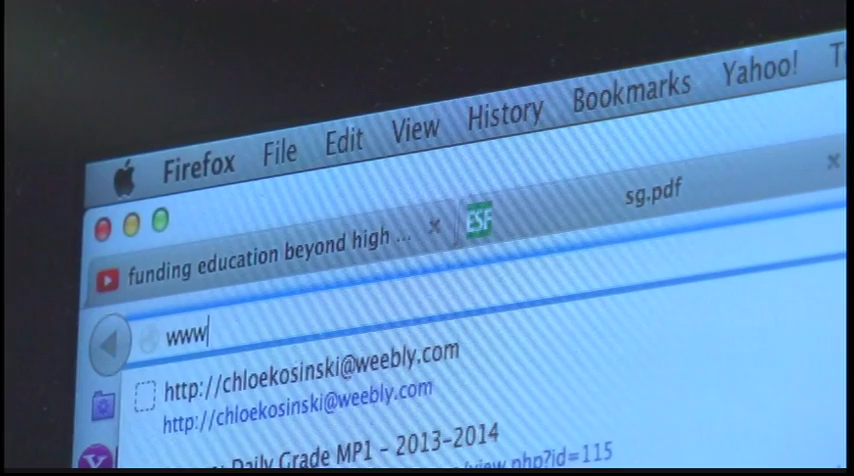 Firefox File Edit View History Bookmarks Yahoo!
funding education beyond high ... ESF sg.pdf
www
http://chloekosinski@weebly.com
http://chloekosinski@weebly.com
Daily Grade MP1 - 2013-2014
/view.php?id=115